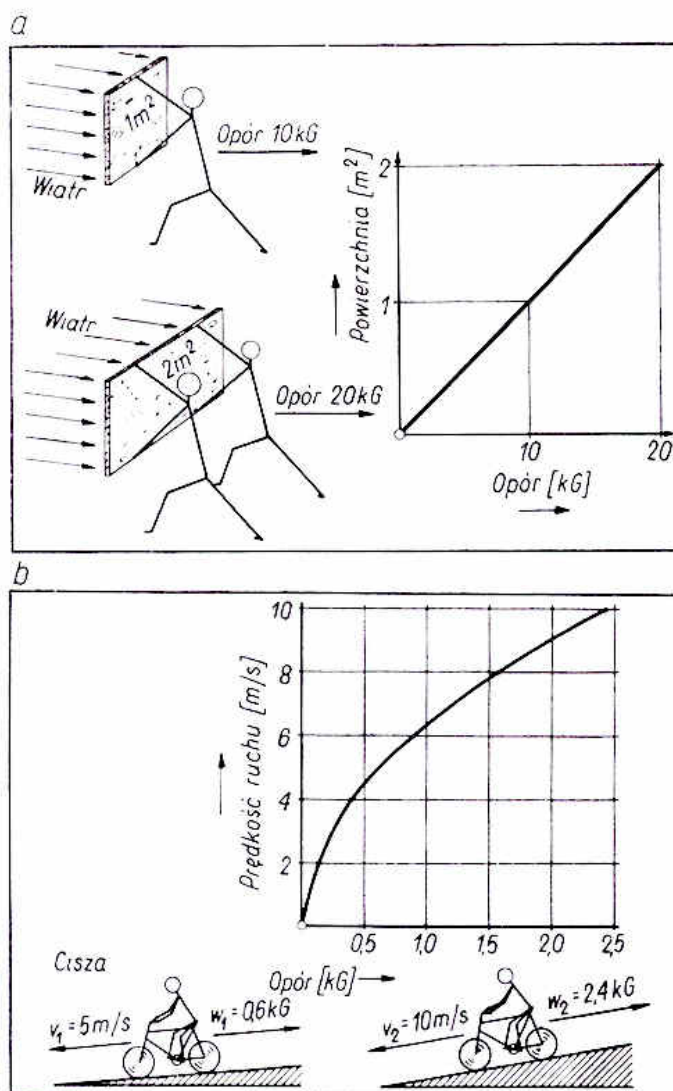 a
1m²
Opór 10kG
Wiatr
Wiatr
2m²
Opór 20kG
Powierzchnia [m²]
2
1
10
20
Opór [kG]
b
Prędkość ruchu [m/s]
10
8
6
4
2
0,5
1,0
1,5
2,0
2,5
Opór [kG]
Cisza
v₁ = 5m/s
w₁ = 0,6kG
v₂ = 10m/s
w₂ = 2,4kG